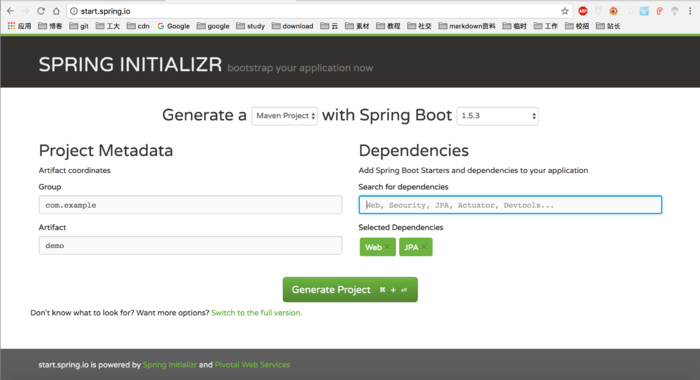 start.spring.io
应用 博客 git 工大 cdn Google google study download 云 素材 教程 社交 markdown资料 临时 工作 校招 站长
SPRING INITIALIZR bootstrap your application now
Generate a Maven Project with Spring Boot 1.5.3
Project Metadata
Artifact coordinates
Group
com.example
Artifact
demo
Dependencies
Add Spring Boot Starters and dependencies to your application
Search for dependencies
Web, Security, JPA, Actuator, Devtools...
Selected Dependencies
Web × JPA ×
Generate Project ⌘ + ⏎
Don't know what to look for? Want more options? Switch to the full version.
start.spring.io is powered by Spring Initializr and Pivotal Web Services